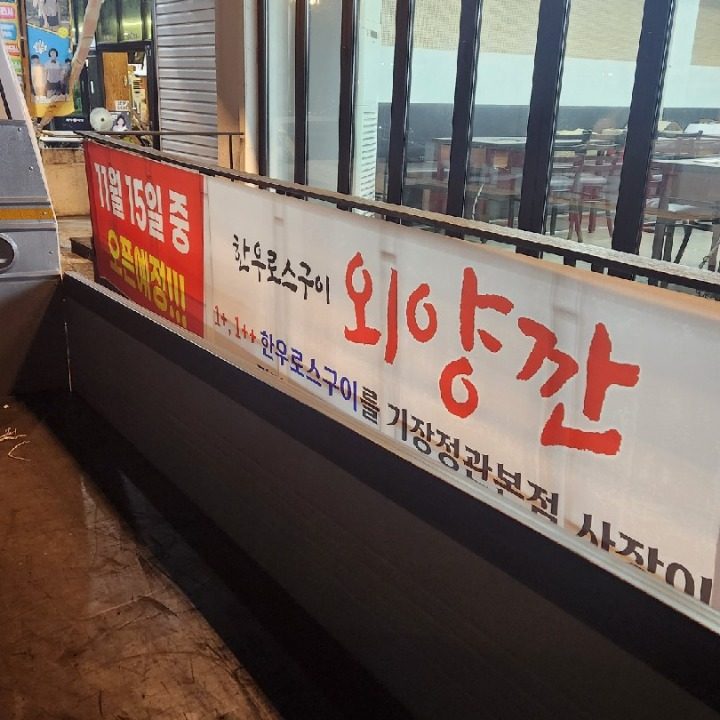 11월 15일 중
오픈예정!!!
한우로스구이 외양깐
1+, 1++ 한우로스구이를 기장정관본점 사장이